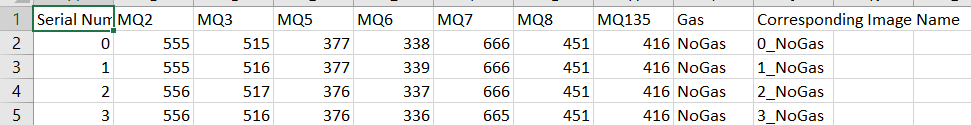 1 Serial Num MQ2 MQ3 MQ5 MQ6 MQ7 MQ8 MQ135 Gas Corresponding Image Name
2 0 555 515 377 338 666 451 416 NoGas 0_NoGas
3 1 555 516 377 339 666 451 416 NoGas 1_NoGas
4 2 556 517 376 337 666 451 416 NoGas 2_NoGas
5 3 556 516 376 336 665 451 416 NoGas 3_NoGas